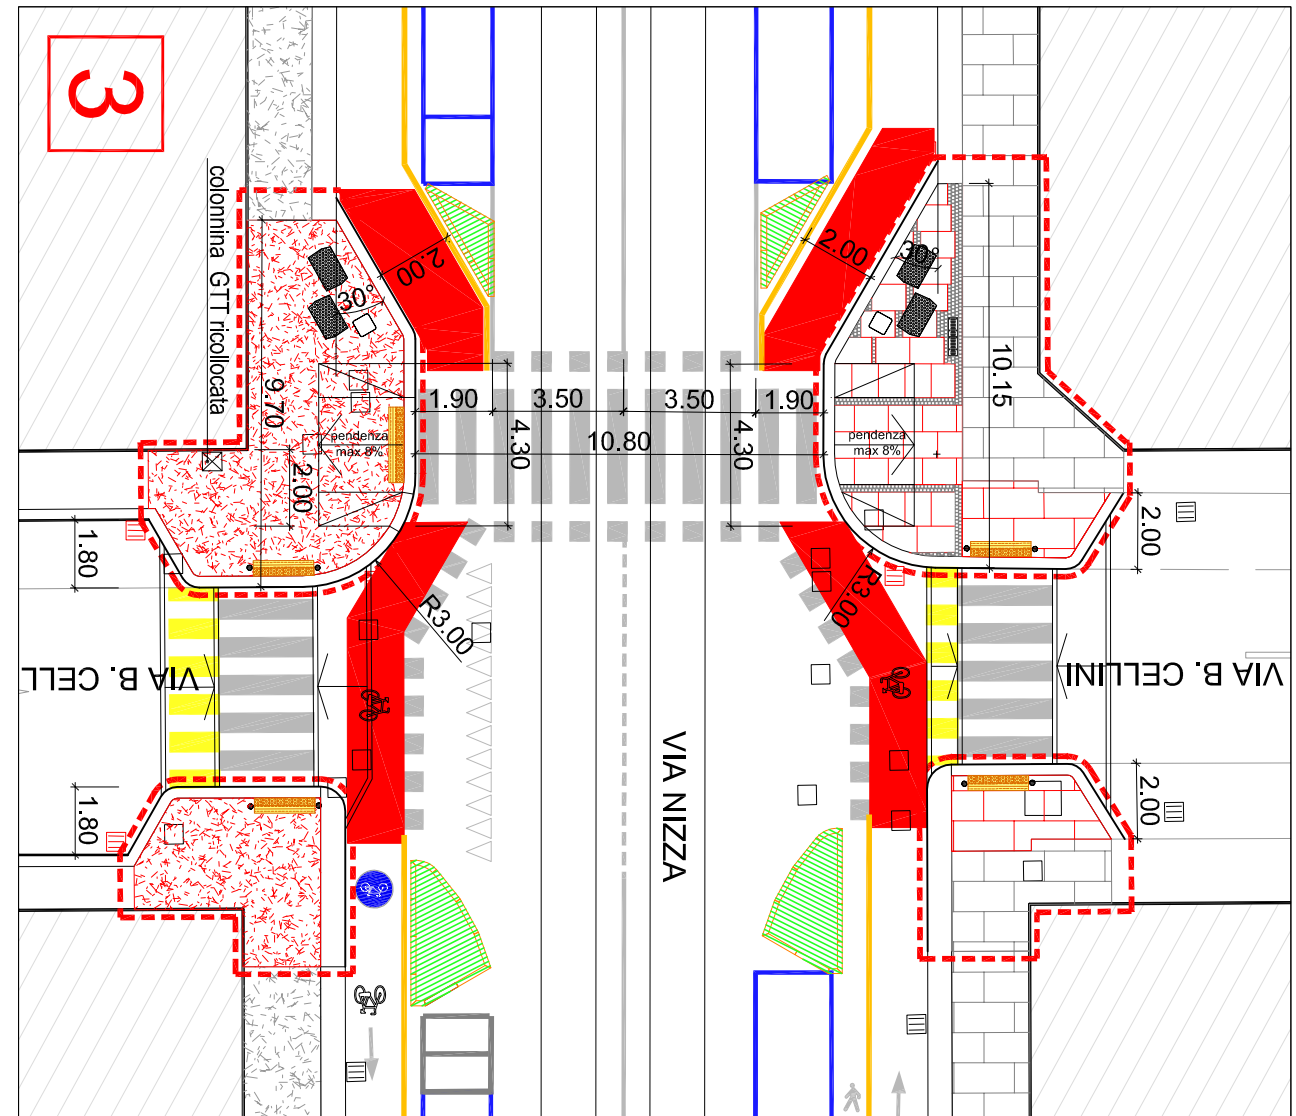 3
colonnina GTT ricollocata
2.00
30°
9.70
2.00
pendenza
max 8%
1.90
3.50
3.50
1.90
10.80
4.30
4.30
2.00
30°
10.15
pendenza
max 8%
1.80
R3.00
R3.00
2.00
VIA B. CELL
VIA B. CELLINI
VIA NIZZA
1.80
2.00